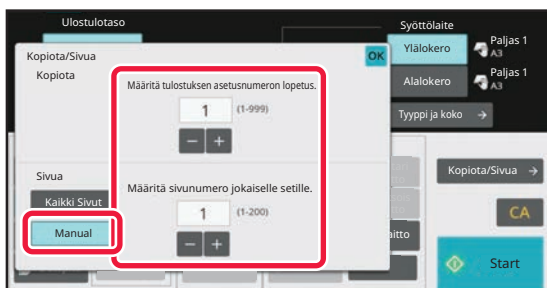 Ulostulotaso
Syöttölaite
Kopiota/Sivua
OK
Ylälokero
Paljas 1
A3
Kopiota
Määritä tulostuksen asetusnumeron lopetus.
Alalokero
Paljas 1
A3
1
(1-999)
Tyyppi ja koko
Sivua
Määritä sivunumero jokaiselle setille.
Kopiota/Sivua
Kaikki Sivut
1
(1-200)
CA
Manual
Start